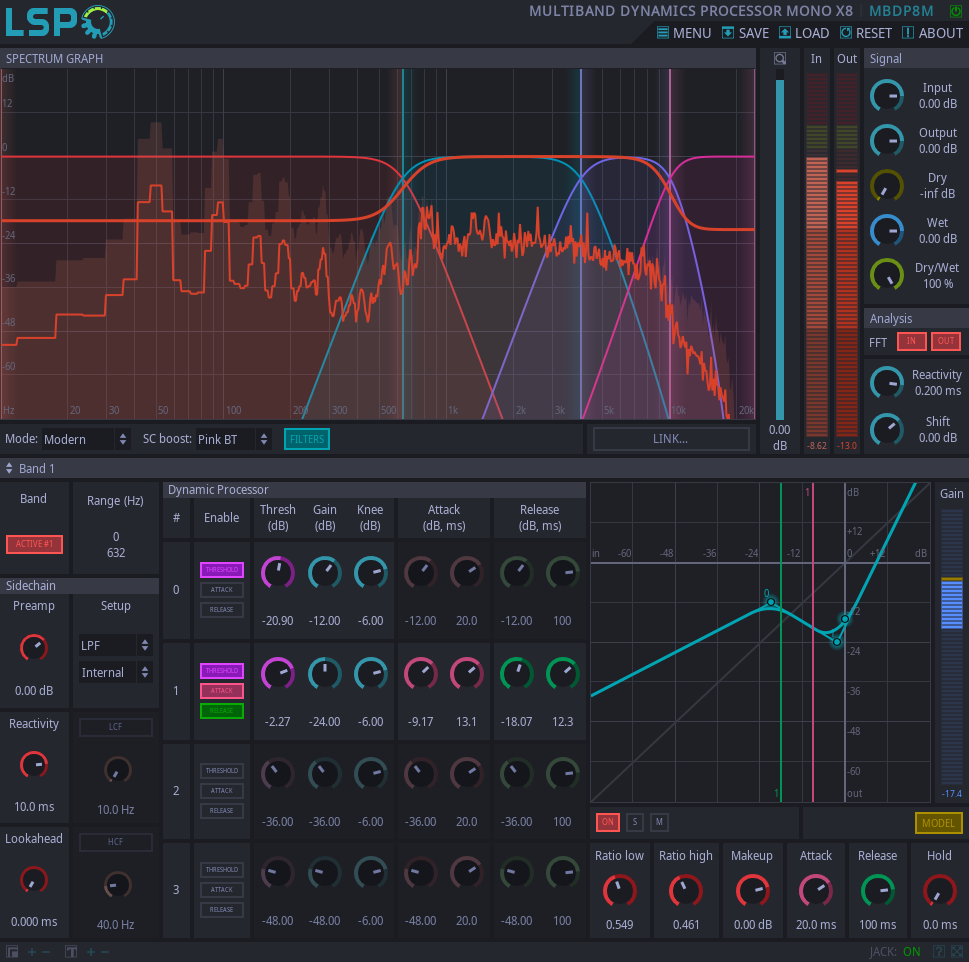 LSP MULTIBAND DYNAMICS PROCESSOR MONO X8 MBDP8M
MENU SAVE LOAD RESET ABOUT
SPECTRUM GRAPH
dB
12
0
-12
-24
-36
-48
-60
Hz 20 30 50 100 200 300 500 1k 2k 3k 5k 10k 20k
0.00
dB
In Out
-8.62 -13.0
Signal
Input
0.00 dB
Output
0.00 dB
Dry
-inf dB
Wet
0.00 dB
Dry/Wet
100 %
Analysis
FFT IN OUT
Reactivity
0.200 ms
Shift
0.00 dB
Mode: Modern SC boost: Pink BT FILTERS LINK...
Band 1
Band
ACTIVE #1
Range (Hz)
0
632
Sidechain
Preamp
0.00 dB
Setup
LPF
Internal
Reactivity
10.0 ms
LCF
10.0 Hz
Lookahead
0.000 ms
HCF
40.0 Hz
Dynamic Processor
# Enable Thresh (dB) Gain (dB) Knee (dB) Attack (dB, ms) Release (dB, ms)
0
THRESHOLD
ATTACK
RELEASE
-20.90 -12.00 -6.00 -12.00 20.0 -12.00 100
1
THRESHOLD
ATTACK
RELEASE
-2.27 -24.00 -6.00 -9.17 13.1 -18.07 12.3
2
THRESHOLD
ATTACK
RELEASE
-36.00 -36.00 -6.00 -36.00 20.0 -36.00 100
3
THRESHOLD
ATTACK
RELEASE
-48.00 -48.00 -6.00 -48.00 20.0 -48.00 100
1 dB
+12
in -60 -48 -36 -24 -12 0 +12 dB
0
-24
-36
-48
-60
1 out
Gain
-17.4
ON S M MODEL
Ratio low
0.549
Ratio high
0.461
Makeup
0.00 dB
Attack
20.0 ms
Release
100 ms
Hold
0.0 ms
JACK: ON ?